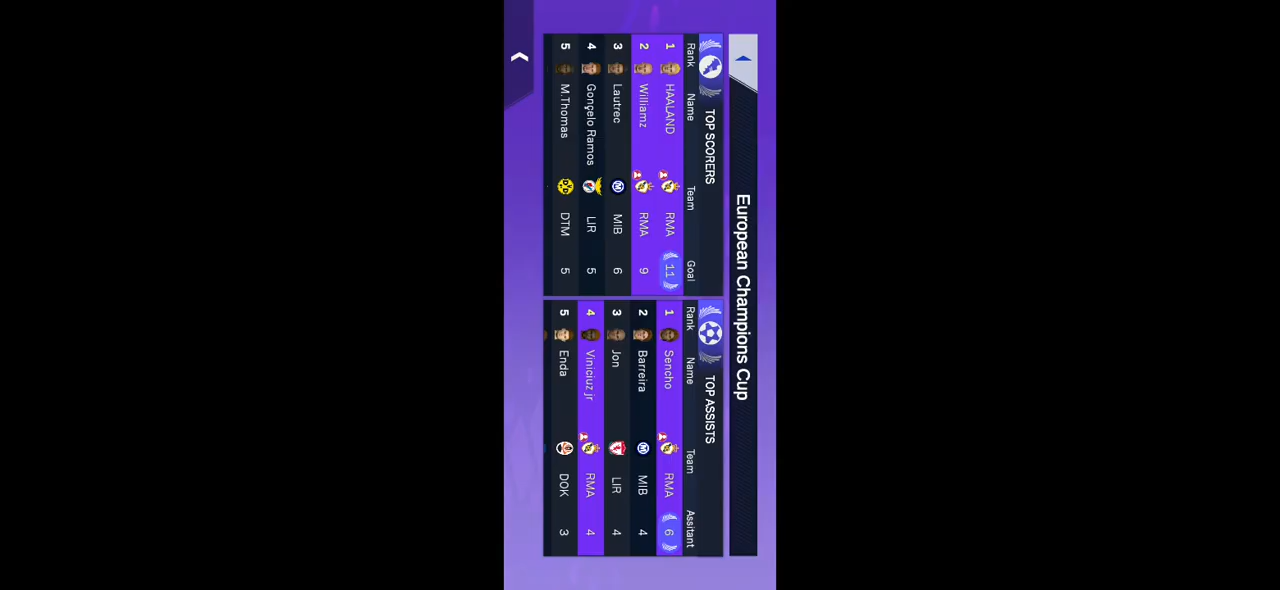 European Champions Cup
TOP SCORERS
Rank Name Team Goal
1 HAALAND RMA 11
2 Williamz RMA 9
3 Lautrec MIB 6
4 Gonçelo Ramos LIR 5
5 M.Thomas DTM 5
TOP ASSISTS
Rank Name Team Assitant
1 Sencho RMA 6
2 Barreira MIB 4
3 Jon LIR 4
4 Viniciuz jr RMA 4
5 Enda DOK 3